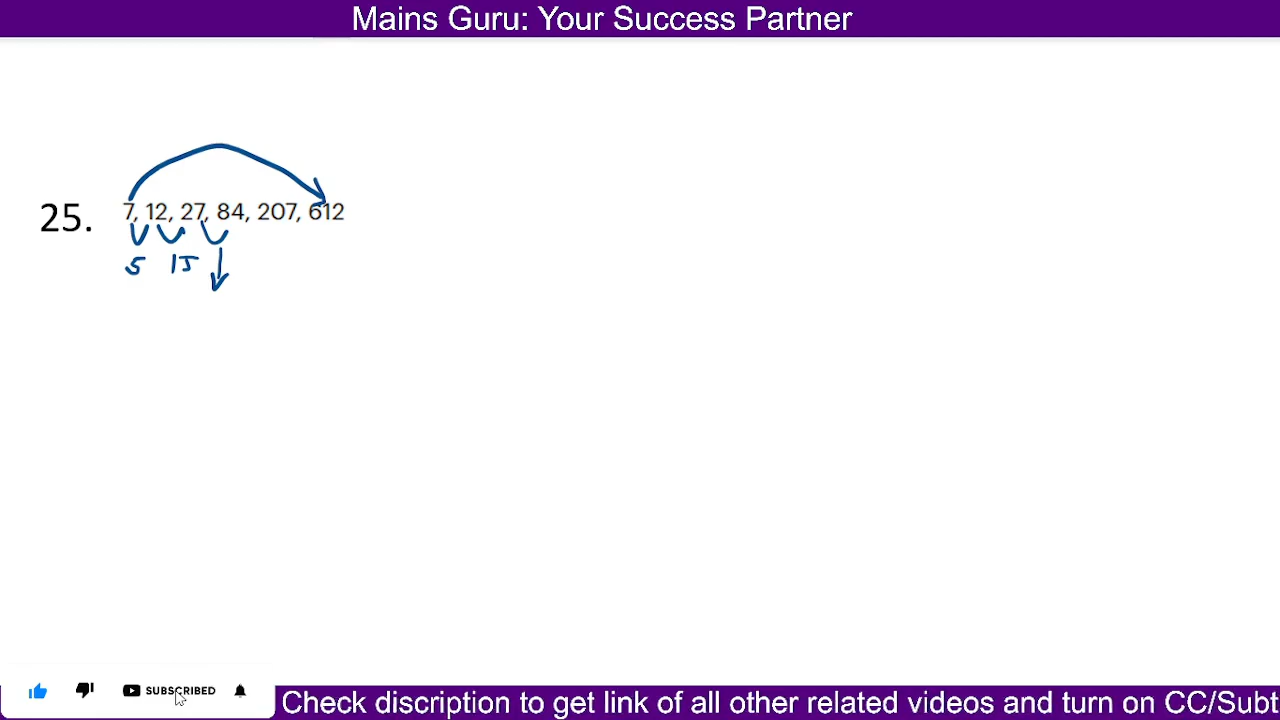 Mains Guru: Your Success Partner
25. 7, 12, 27, 84, 207, 612
5 15
SUBSCRIBED
Check discription to get link of all other related videos and turn on CC/Subt